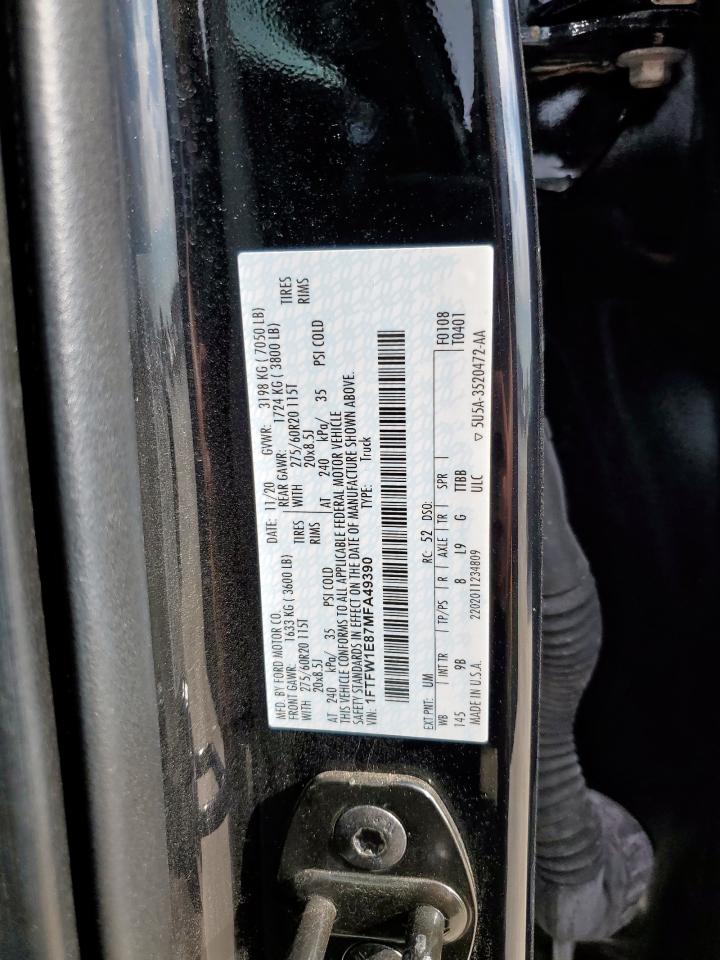 MFD. BY FORD MOTOR CO. DATE: 11/20 GVWR: 3198 KG ( 7050 LB)
FRONT GAWR: 1633 KG ( 3600 LB) REAR GAWR: 1724 KG ( 3800 LB)
WITH 275/60R20 115T TIRES WITH 275/60R20 115T TIRES
20x8.5J RIMS 20x8.5J RIMS
AT 240 kPa/ 35 PSI COLD AT 240 kPa/ 35 PSI COLD
THIS VEHICLE CONFORMS TO ALL APPLICABLE FEDERAL MOTOR VEHICLE
SAFETY STANDARDS IN EFFECT ON THE DATE OF MANUFACTURE SHOWN ABOVE.
VIN: 1FTFW1E87MFA49390 TYPE: Truck
EXT PNT: UM RC: 52 DSO: F0108
WB INT TR TP/PS R AXLE TR SPR T0401
145 9B B L9 G TTBB
MADE IN U.S.A. 2202011234809 ULC ▽ 5U5A-3520472-AA